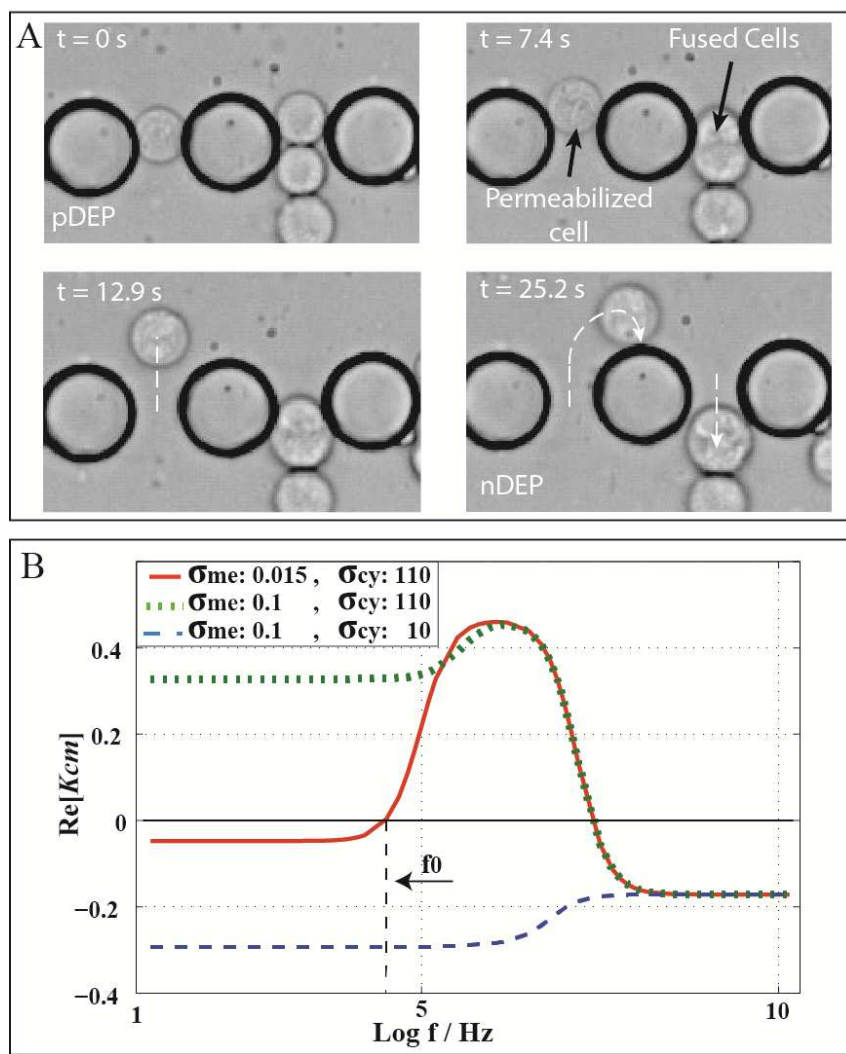 A
t = 0 s
pDEP
t = 7.4 s
Fused Cells
Permeabilized
cell
t = 12.9 s
t = 25.2 s
nDEP
B
σme: 0.015 , σcy: 110
σme: 0.1 , σcy: 110
σme: 0.1 , σcy: 10
0.4
0.2
0
−0.2
−0.4
Re[Kcm]
f0
1
5
10
Log f / Hz